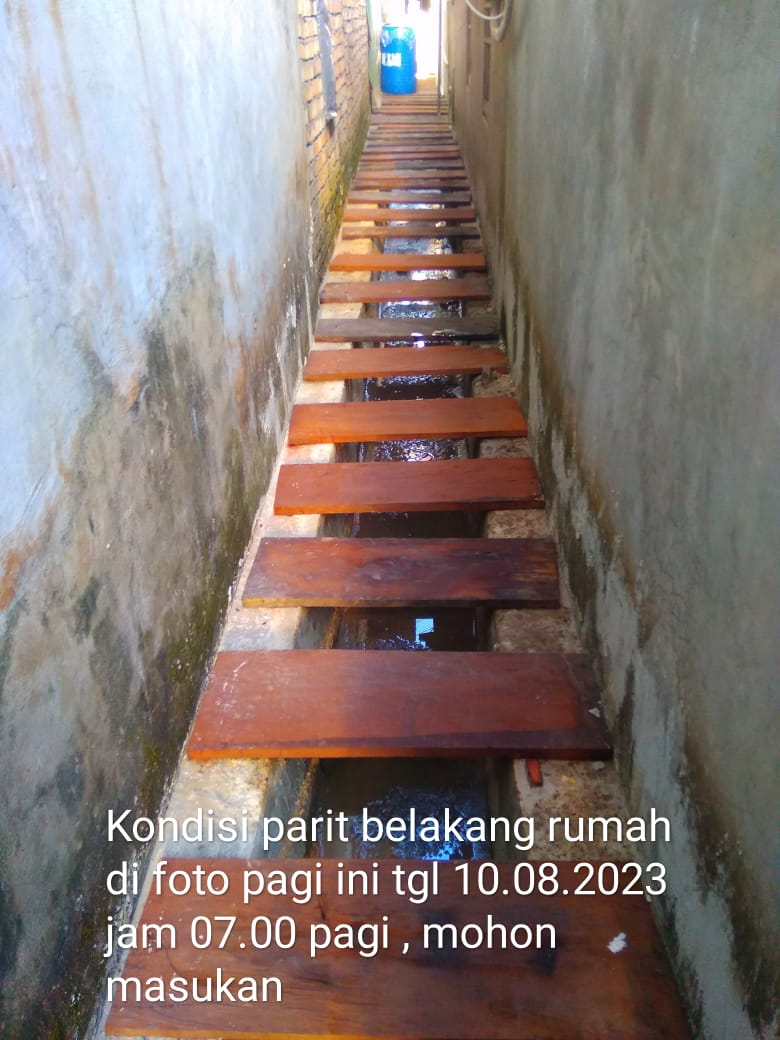 Kondisi parit belakang rumah
di foto pagi ini tgl 10.08.2023
jam 07.00 pagi , mohon
masukan